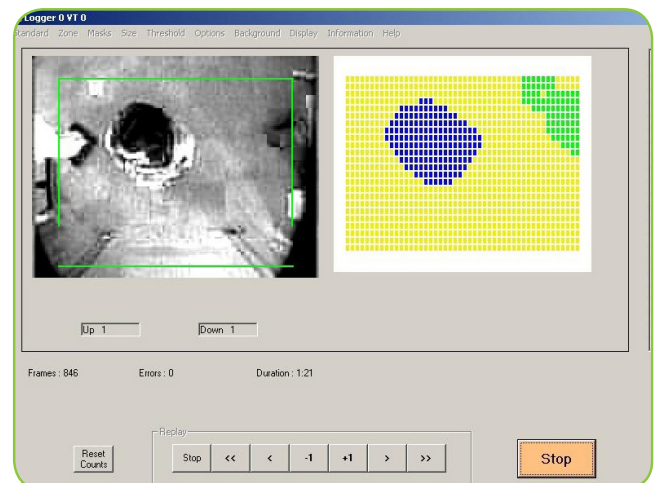 Logger 0 VT 0
Standard Zone Masks Size Threshold Options Background Display Information Help
Up 1 Down 1
Frames : 846 Errors : 0 Duration : 1:21
Replay
Reset
Counts
Stop << < -1 +1 > >>
Stop